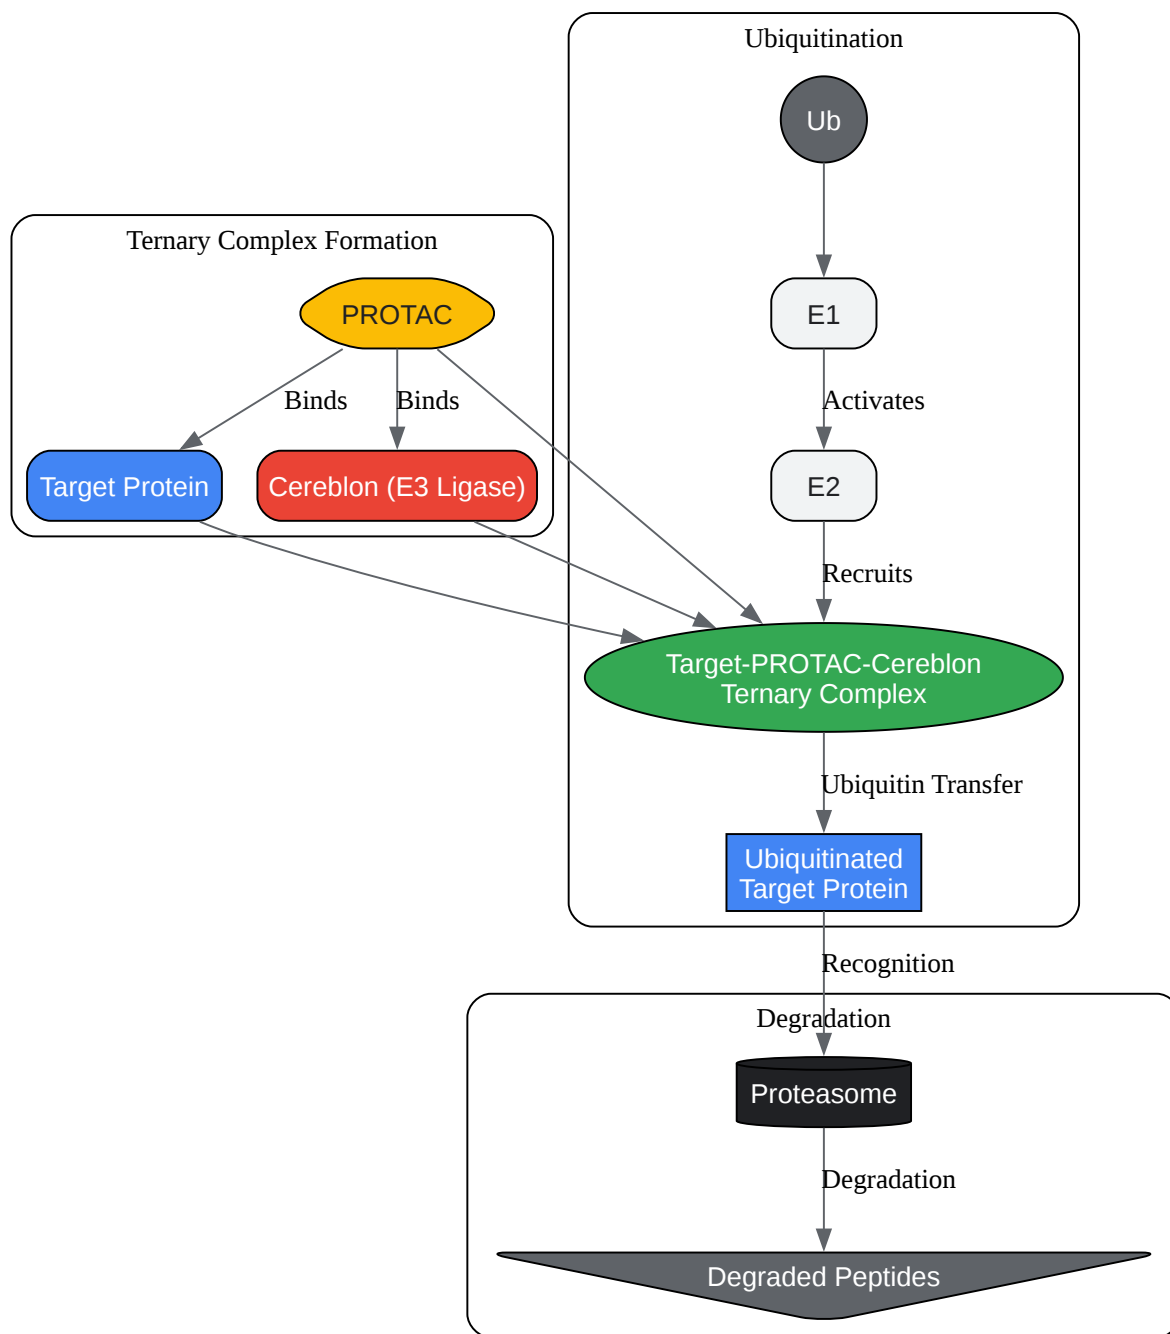 Ubiquitination
Ub
Ternary Complex Formation
PROTAC
E1
Binds
Binds
Activates
Target Protein
Cereblon (E3 Ligase)
E2
Recruits
Target-PROTAC-Cereblon
Ternary Complex
Ubiquitin Transfer
Ubiquitinated
Target Protein
Recognition
Degradation
Proteasome
Degradation
Degraded Peptides